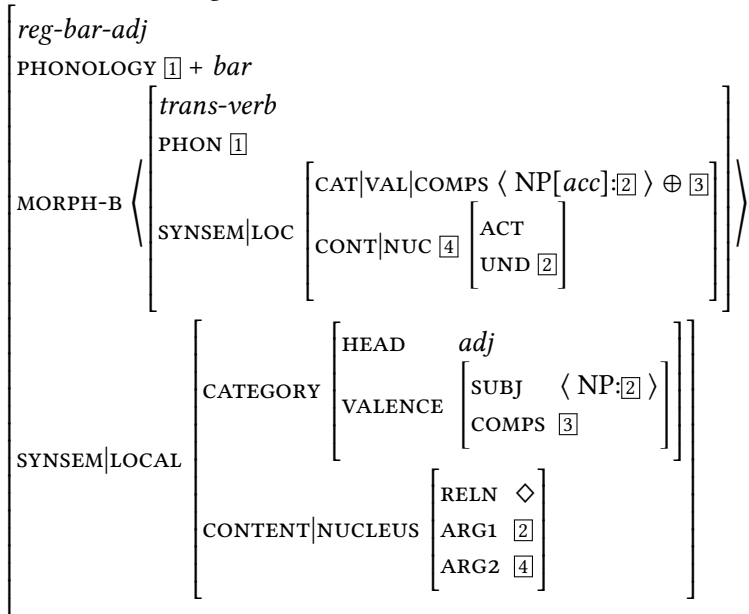 reg-bar-adj
PHONOLOGY 1 + bar
trans-verb
PHON 1
MORPH-B ⟨ SYNSEM|LOC CAT|VAL|COMPS ⟨ NP[acc]:2 ⟩ ⊕ 3 ⟩
CONT|NUC 4 ACT
UND 2
HEAD adj
CATEGORY VALENCE SUBJ ⟨ NP:2 ⟩
COMPS 3
SYNSEM|LOCAL
RELN ◇
CONTENT|NUCLEUS ARG1 2
ARG2 4